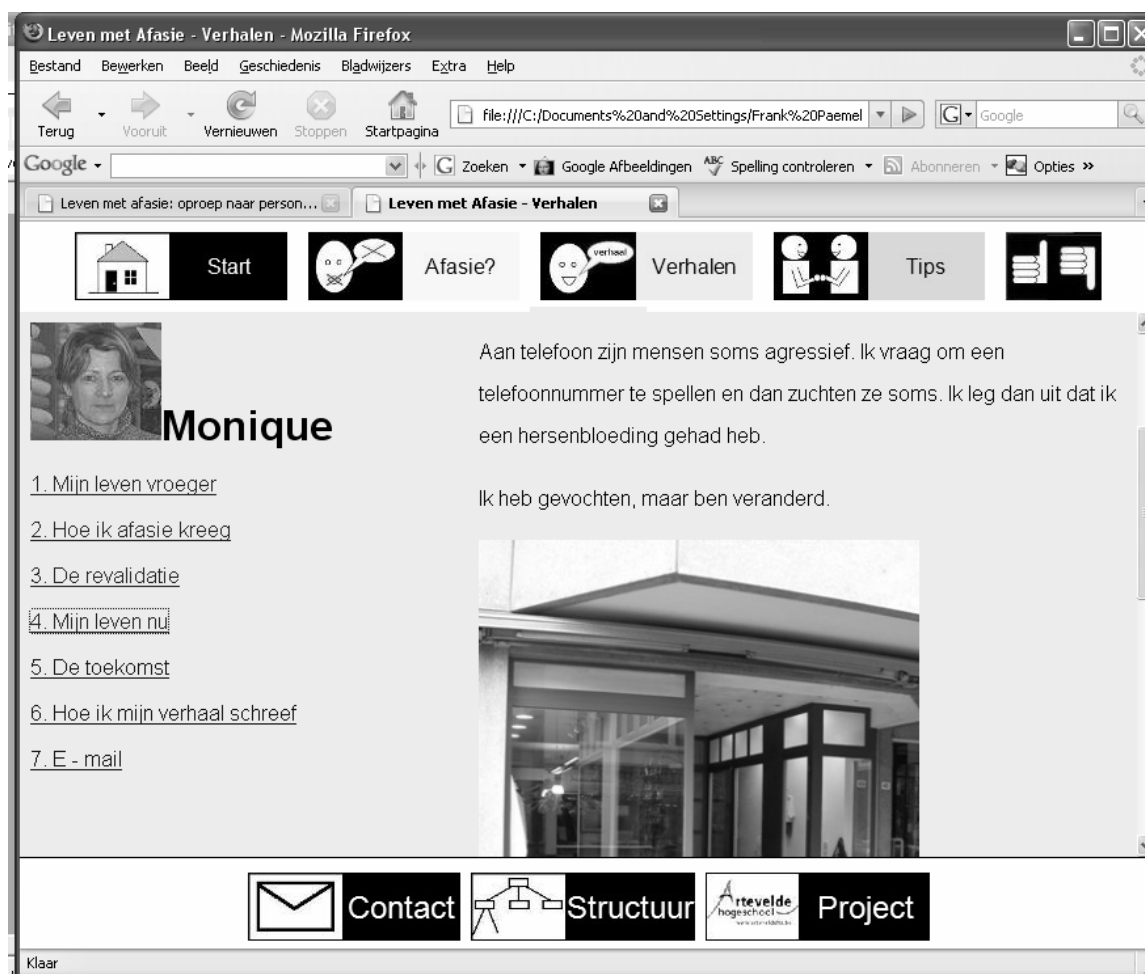 Leven met Afasie - Verhalen - Mozilla Firefox
Bestand Bewerken Beeld Geschiedenis Bladwijzers Extra Help
Terug Vooruit Vernieuwen Stoppen Startpagina
file:///C:/Documents%20and%20Settings/Frank%20Paemel
G Google
Google G Zoeken Google Afbeeldingen ABC Spelling controleren Abonneren Opties »
Leven met afasie: oproep naar person...
Leven met Afasie - Verhalen
Start
Afasie?
verhaal
Verhalen
Tips
Monique
1. Mijn leven vroeger
2. Hoe ik afasie kreeg
3. De revalidatie
4. Mijn leven nu
5. De toekomst
6. Hoe ik mijn verhaal schreef
7. E - mail
Aan telefoon zijn mensen soms agressief. Ik vraag om een
telefoonnummer te spellen en dan zuchten ze soms. Ik leg dan uit dat ik
een hersenbloeding gehad heb.
Ik heb gevochten, maar ben veranderd.
Contact
Structuur
Artevelde
hogeschool
Project
Klaar